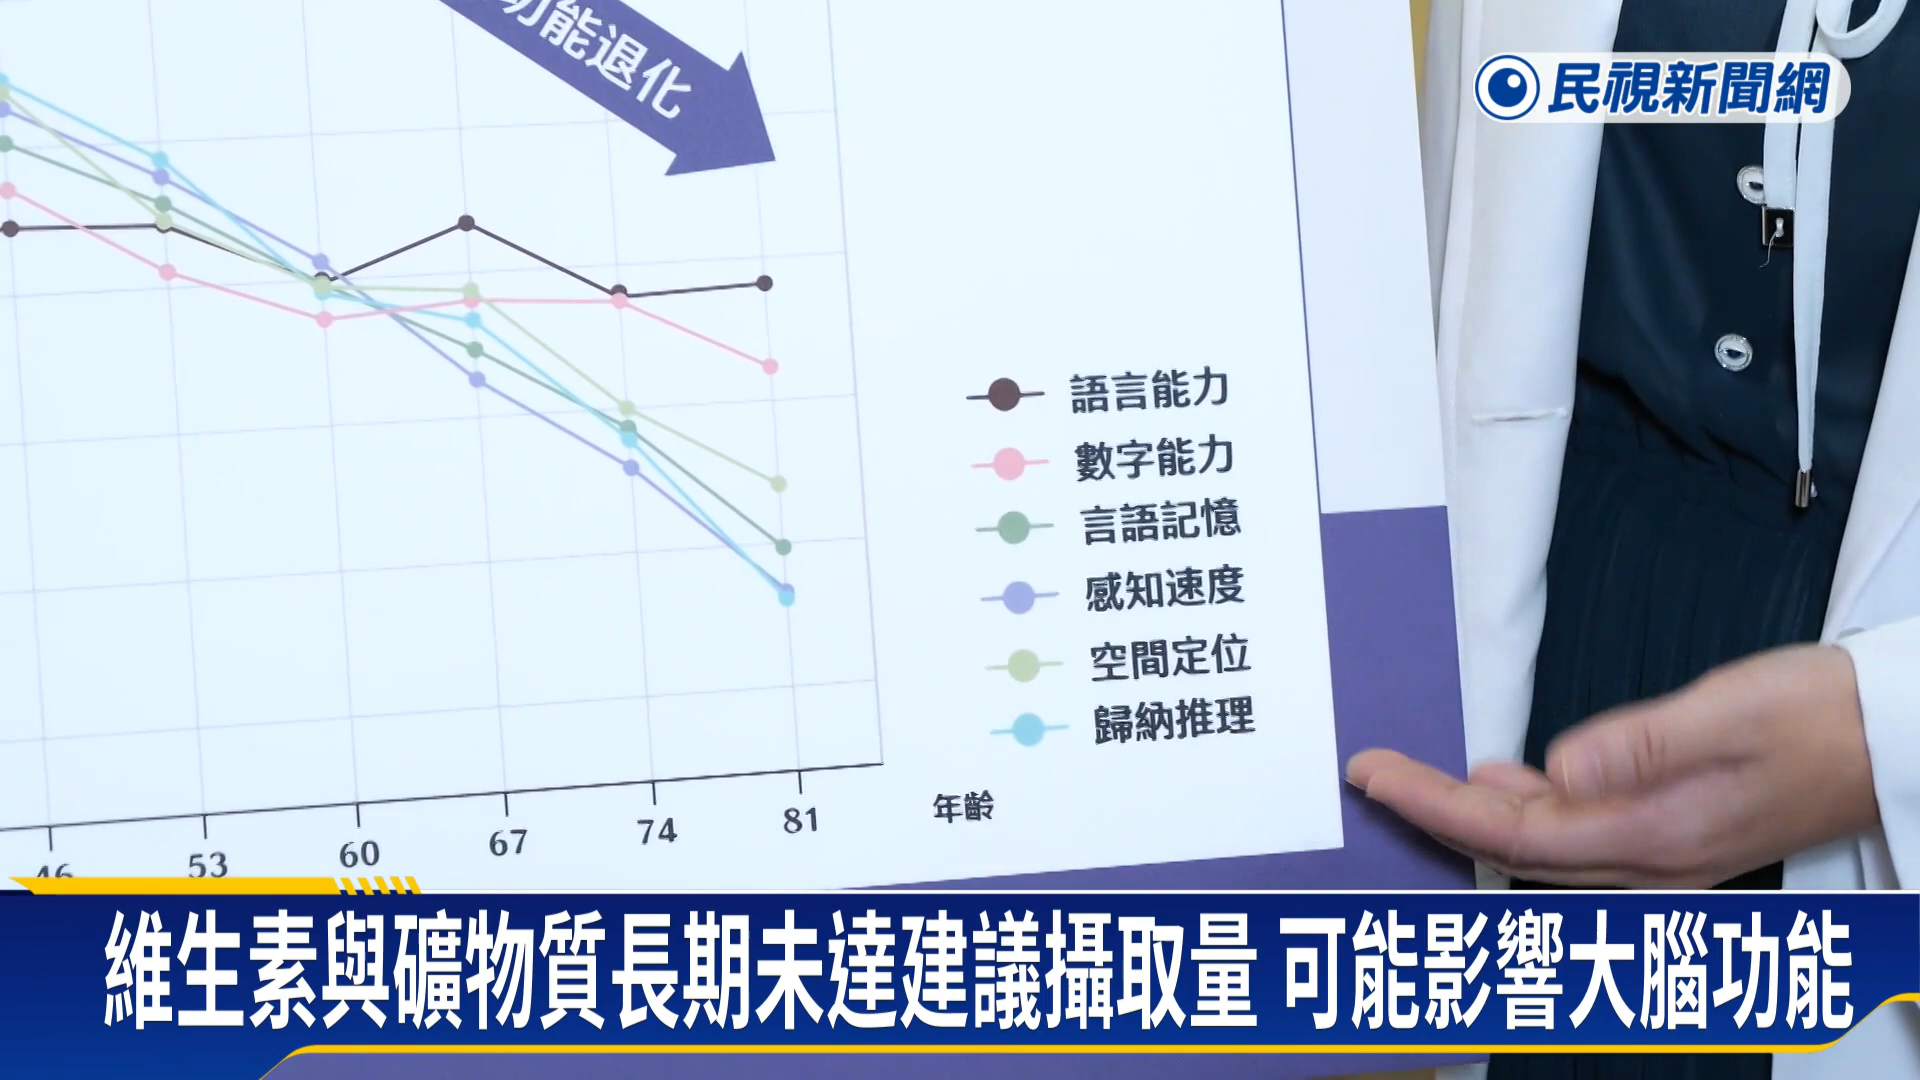 功能退化
民視新聞網
語言能力
數字能力
言語記憶
感知速度
空間定位
歸納推理
年齡
46 53 60 67 74 81
維生素與礦物質長期未達建議攝取量 可能影響大腦功能